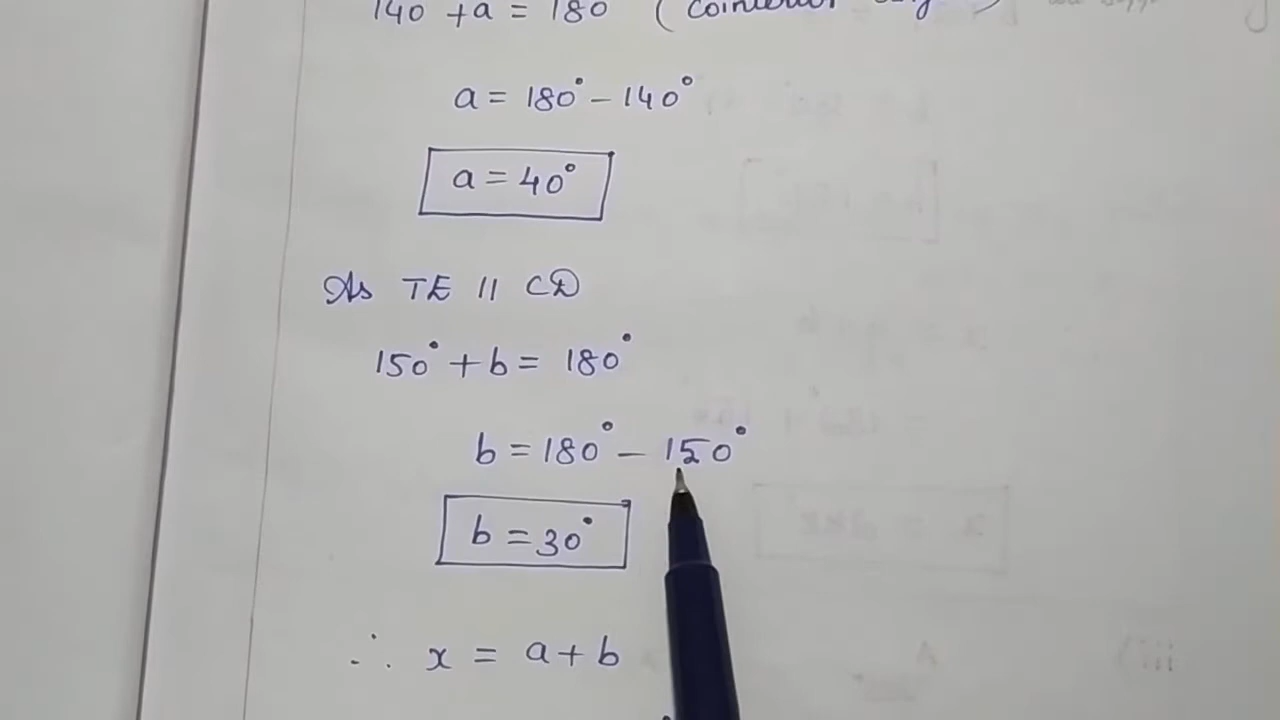 140 + a = 180 (
a = 180° – 140°
a = 40°
As TE || CD
150° + b = 180°
b = 180° – 150°
b = 30°
∴ x = a + b